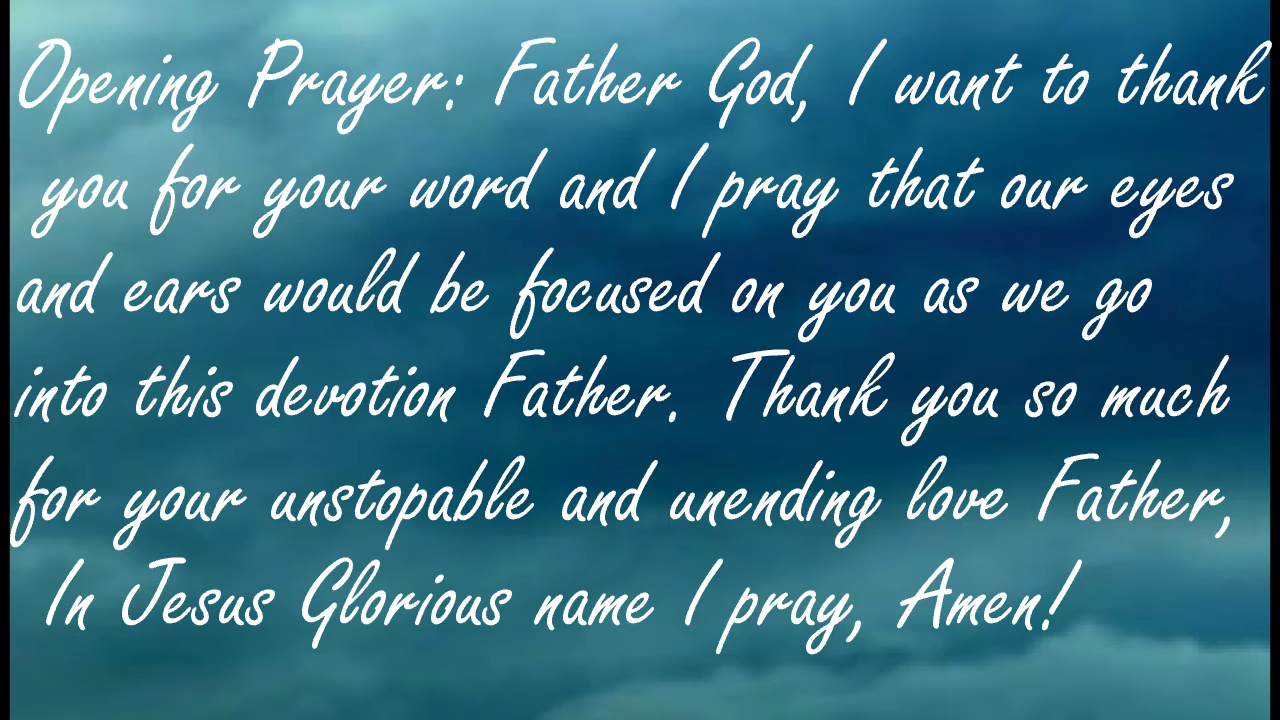 Opening Prayer: Father God, I want to thank
you for your word and I pray that our eyes
and ears would be focused on you as we go
into this devotion Father. Thank you so much
for your unstopable and unending love Father,
In Jesus Glorious name I pray, Amen!